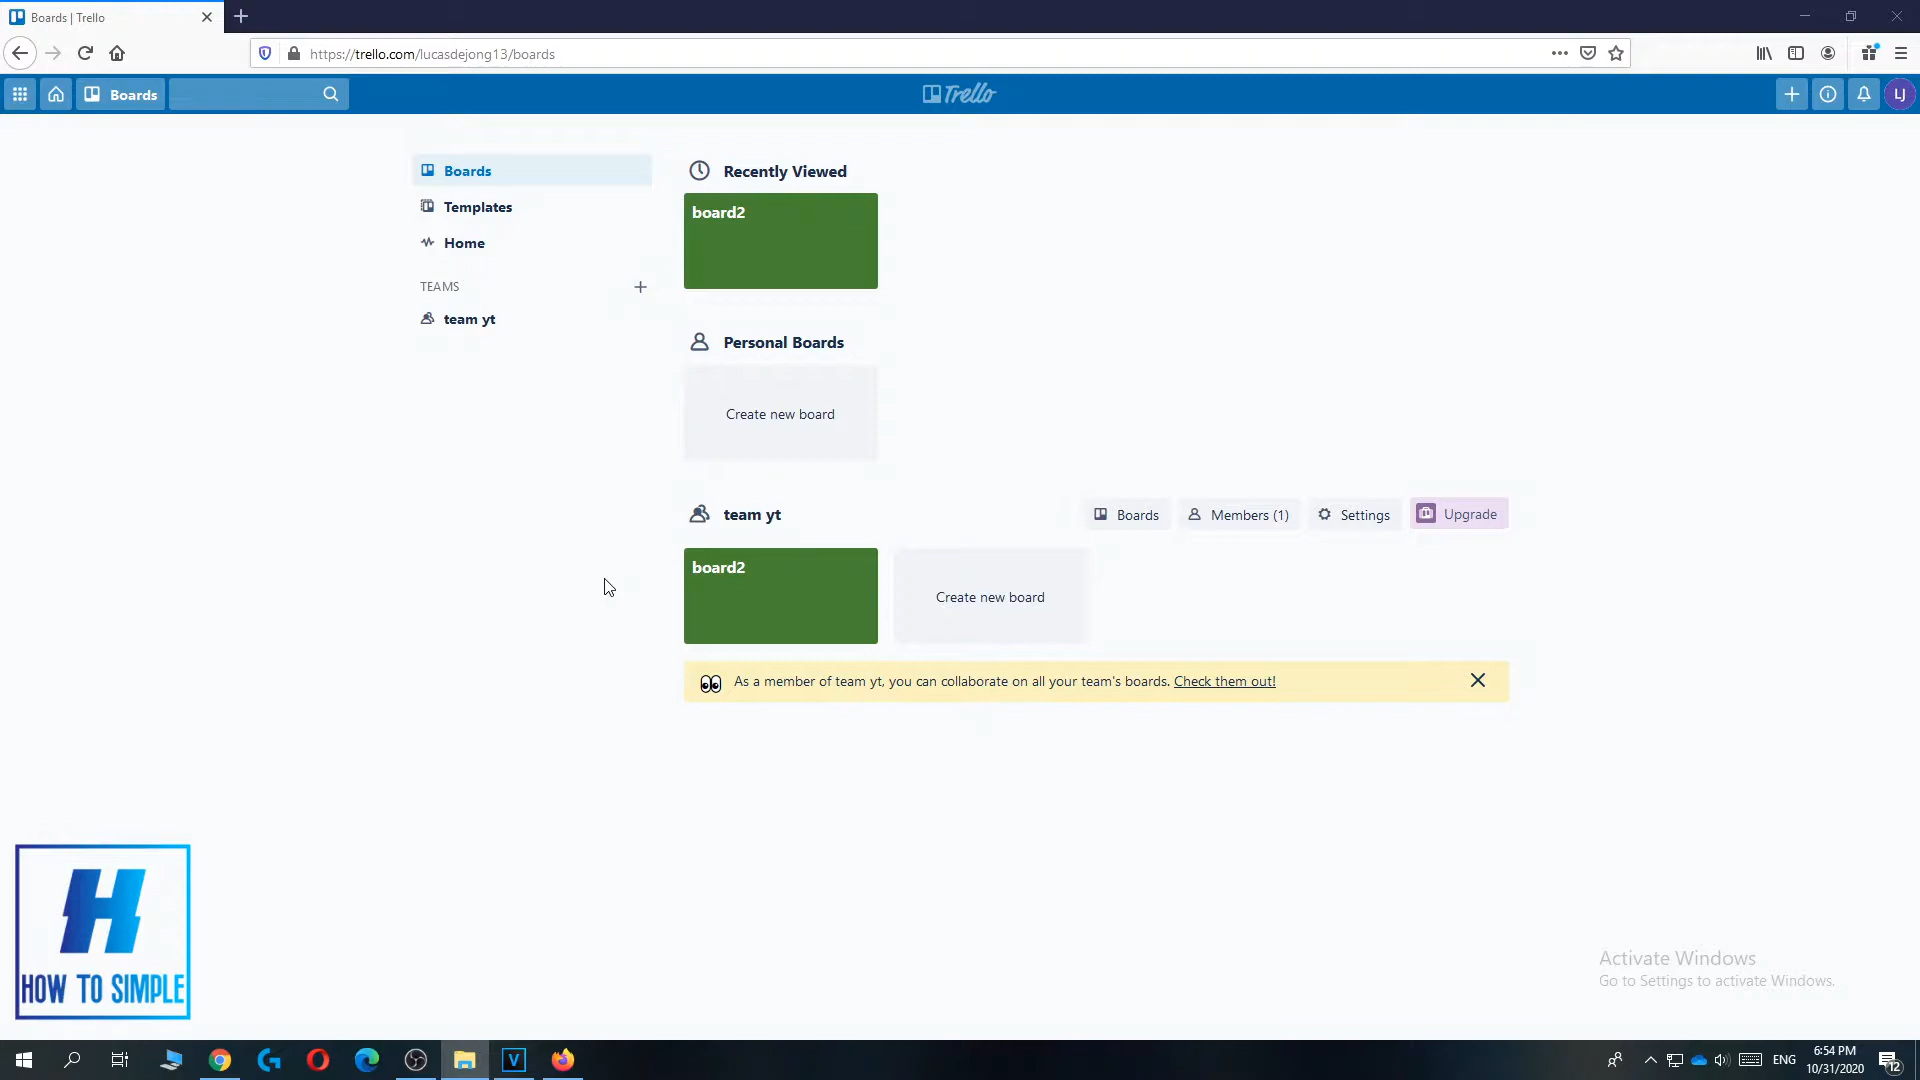 Boards | Trello
https://trello.com/lucasdejong13/boards
Boards
Trello
LJ
Boards
Templates
Home
TEAMS
team yt
Recently Viewed
board2
Personal Boards
Create new board
team yt
Boards
Members (1)
Settings
Upgrade
board2
Create new board
As a member of team yt, you can collaborate on all your team's boards. Check them out!
H
HOW TO SIMPLE
Activate Windows
Go to Settings to activate Windows.
V
ENG
6:54 PM
10/31/2020
12